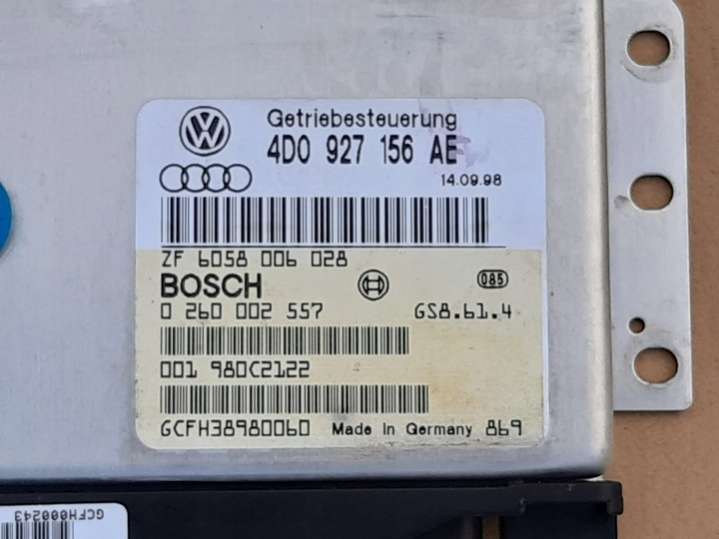 Getriebesteuerung
4D0 927 156 AE
14.09.98
ZF 6058 006 028
BOSCH
085
0 260 002 557 GS8.61.4
001 980C2122
GCFH38980060 Made In Germany 869
GCFH000243